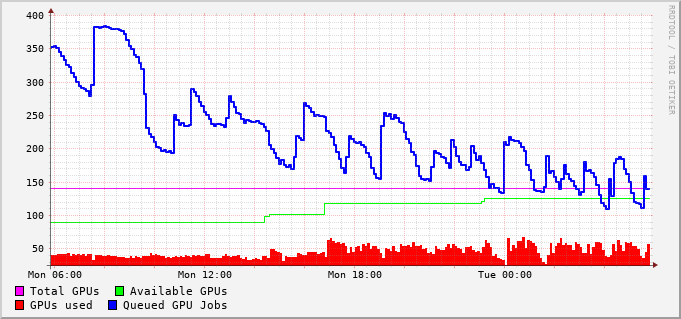 400
350
300
250
200
150
100
50
Mon 06:00 Mon 12:00 Mon 18:00 Tue 00:00
Total GPUs Available GPUs
GPUs used Queued GPU Jobs
RRDTOOL / TOBI OETIKER